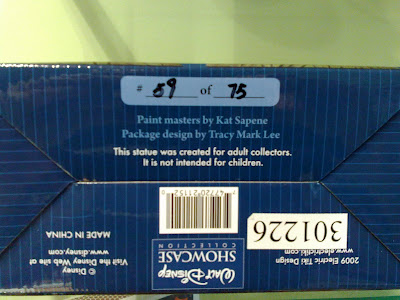 # 59 of 75
Paint masters by Kat Sapene
Package design by Tracy Mark Lee
This statue was created for adult collectors.
It is not intended for children.
2009 Electric Tiki Design
www.electrictiki.com
301226
WALT DISNEY
SHOWCASE
COLLECTION
© Disney
Visit the Disney Web site at
www.disney.com
MADE IN CHINA